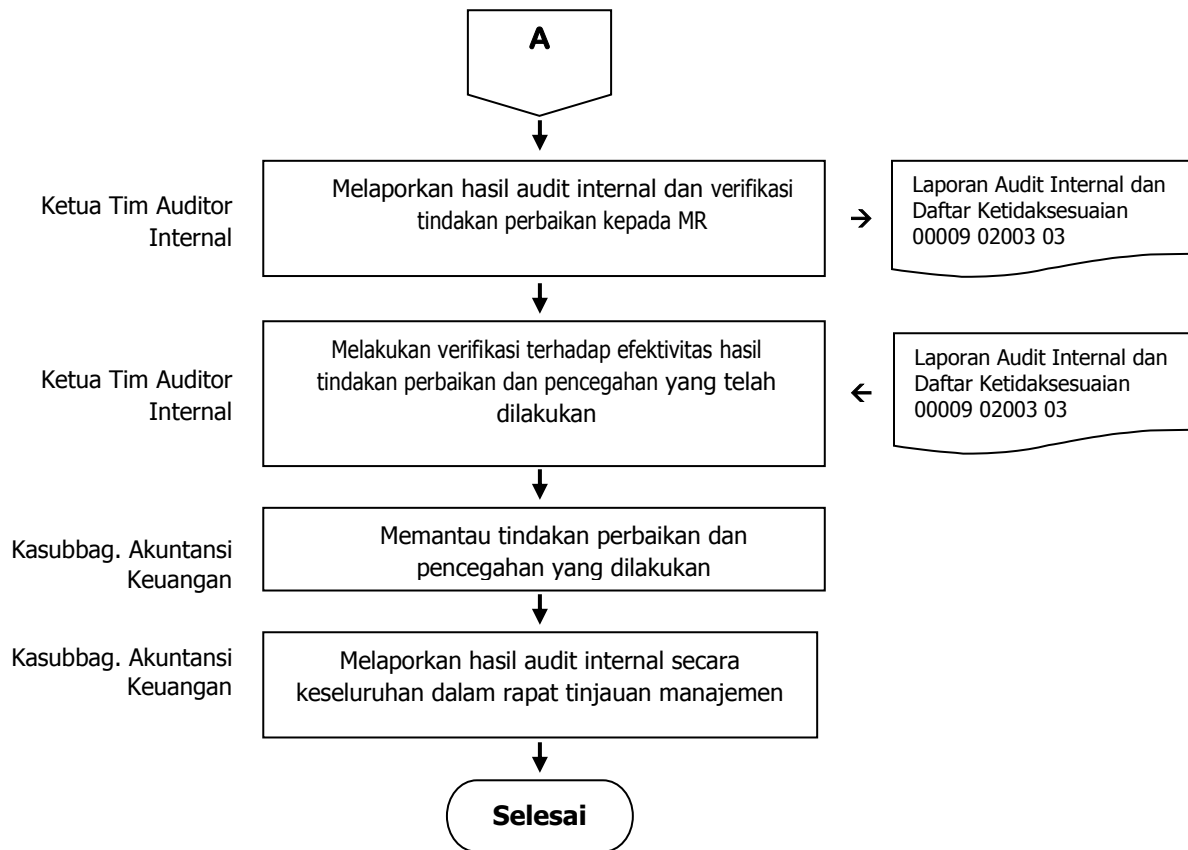 A
Ketua Tim Auditor
Internal
Melaporkan hasil audit internal dan verifikasi
tindakan perbaikan kepada MR
Laporan Audit Internal dan
Daftar Ketidaksesuaian
00009 02003 03
Ketua Tim Auditor
Internal
Melakukan verifikasi terhadap efektivitas hasil
tindakan perbaikan dan pencegahan yang telah
dilakukan
Laporan Audit Internal dan
Daftar Ketidaksesuaian
00009 02003 03
Kasubbag. Akuntansi
Keuangan
Memantau tindakan perbaikan dan
pencegahan yang dilakukan
Kasubbag. Akuntansi
Keuangan
Melaporkan hasil audit internal secara
keseluruhan dalam rapat tinjauan manajemen
Selesai